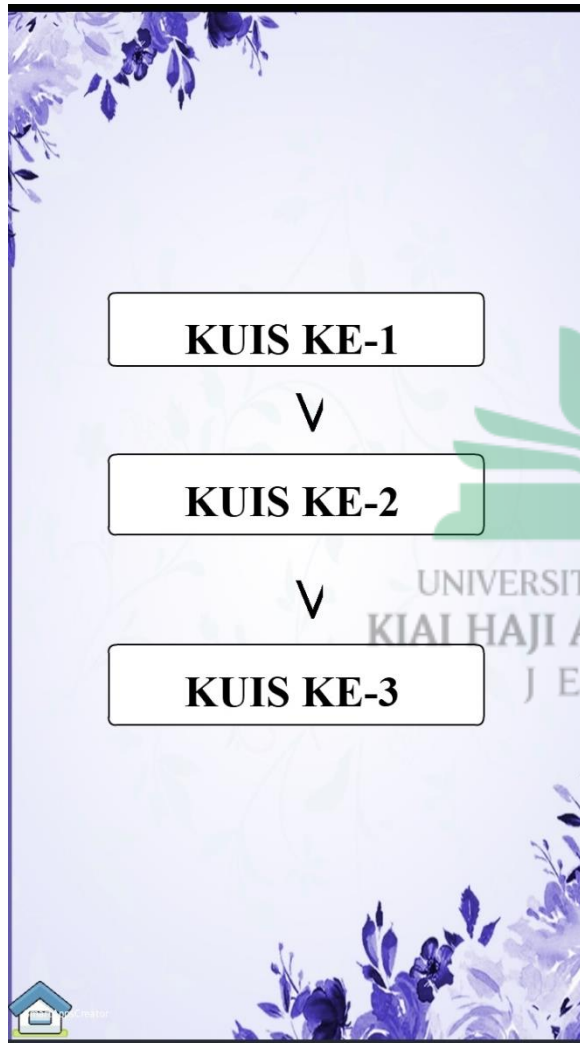 KUIS KE-1
V
KUIS KE-2
V
KUIS KE-3
UNIVERSIT
KIAI HAJI A
J E